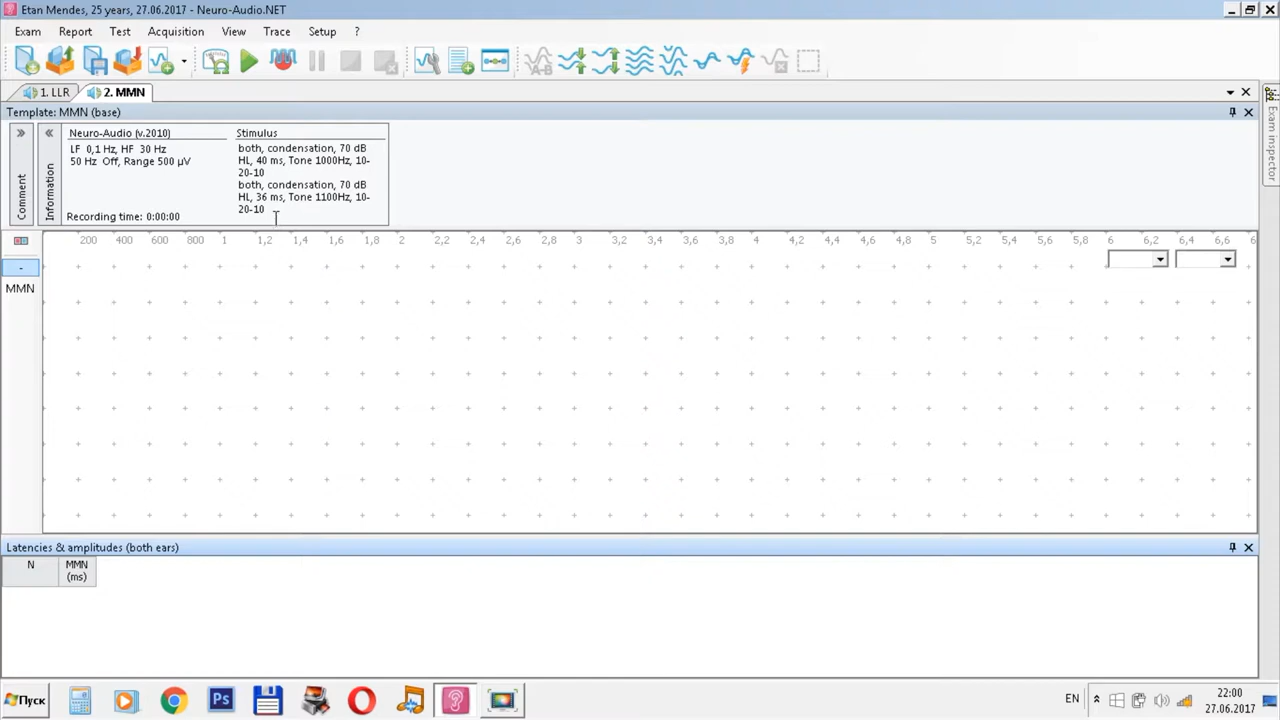 Etan Mendes, 25 years, 27.06.2017 - Neuro-Audio.NET
Exam Report Test Acquisition View Trace Setup ?
A-B
1. LLR 2. MMN
Template: MMN (base)
Comment
Information
Neuro-Audio (v.2010)
LF 0,1 Hz, HF 30 Hz
50 Hz Off, Range 500 µV
Recording time: 0:00:00
Stimulus
both, condensation, 70 dB
HL, 40 ms, Tone 1000Hz, 10-
20-10
both, condensation, 70 dB
HL, 36 ms, Tone 1100Hz, 10-
20-10
Exam inspector
200 400 600 800 1 1,2 1,4 1,6 1,8 2 2,2 2,4 2,6 2,8 3 3,2 3,4 3,6 3,8 4 4,2 4,4 4,6 4,8 5 5,2 5,4 5,6 5,8 6 6,2 6,4 6,6 6
-
MMN
Latencies & amplitudes (both ears)
N MMN
(ms)
Пуск
Ps
EN
22:00
27.06.2017